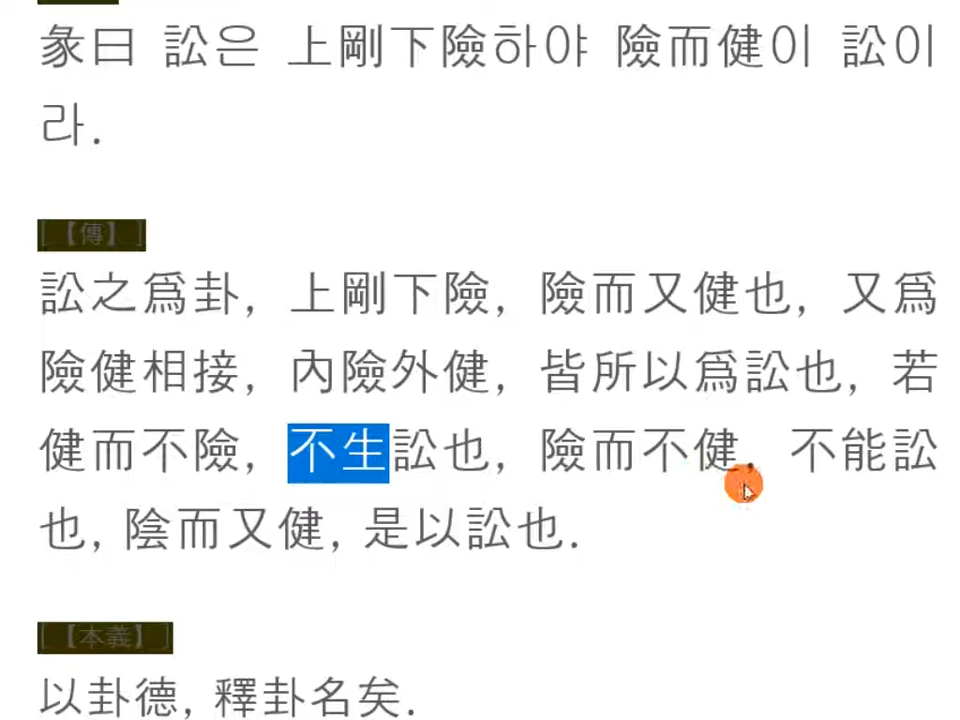 彖曰 訟은 上剛下險하야 險而健이 訟이
라.
[【傳】]
訟之爲卦, 上剛下險, 險而又健也, 又爲
險健相接, 內險外健, 皆所以爲訟也, 若
健而不險, 不生訟也, 險而不健, 不能訟
也, 陰而又健, 是以訟也.
[【本義】]
以卦德, 釋卦名矣.